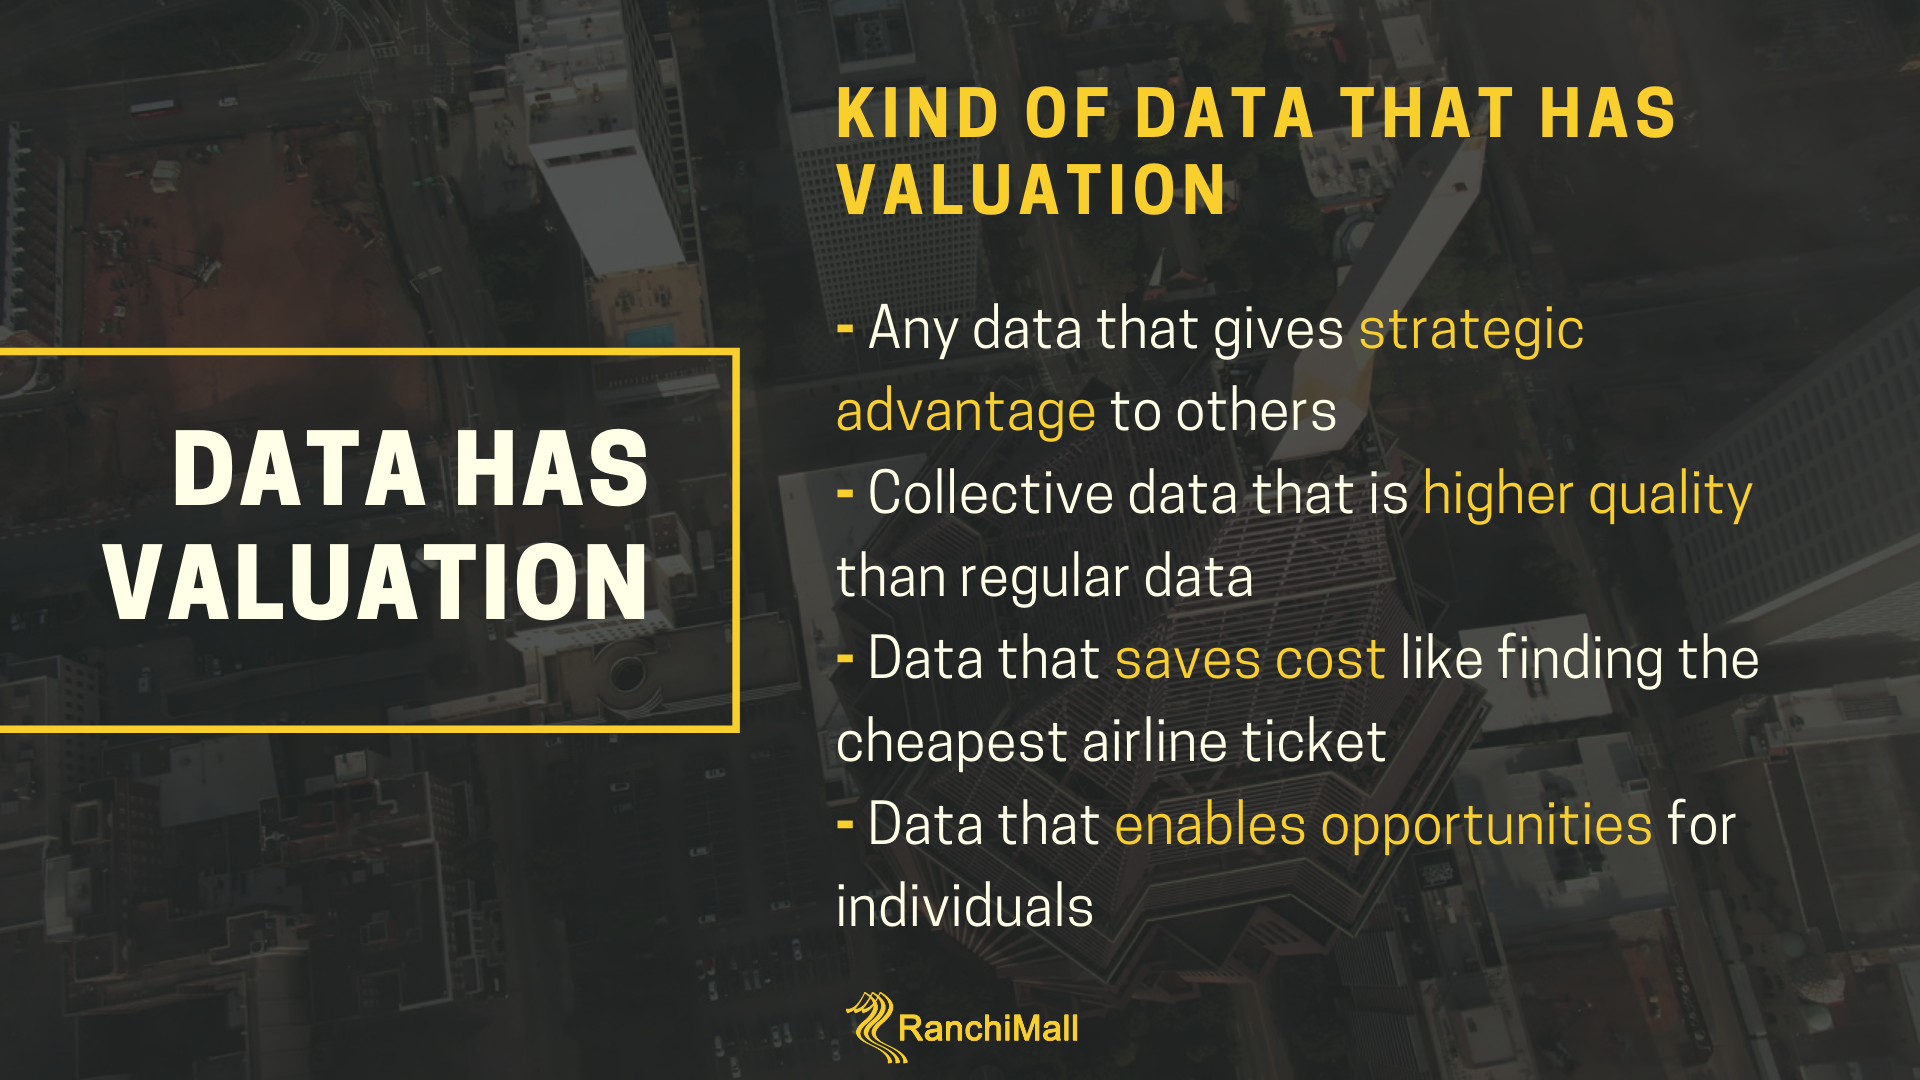 DATA HAS
VALUATION
KIND OF DATA THAT HAS
VALUATION
- Any data that gives strategic
advantage to others
- Collective data that is higher quality
than regular data
- Data that saves cost like finding the
cheapest airline ticket
- Data that enables opportunities for
individuals
RanchiMall